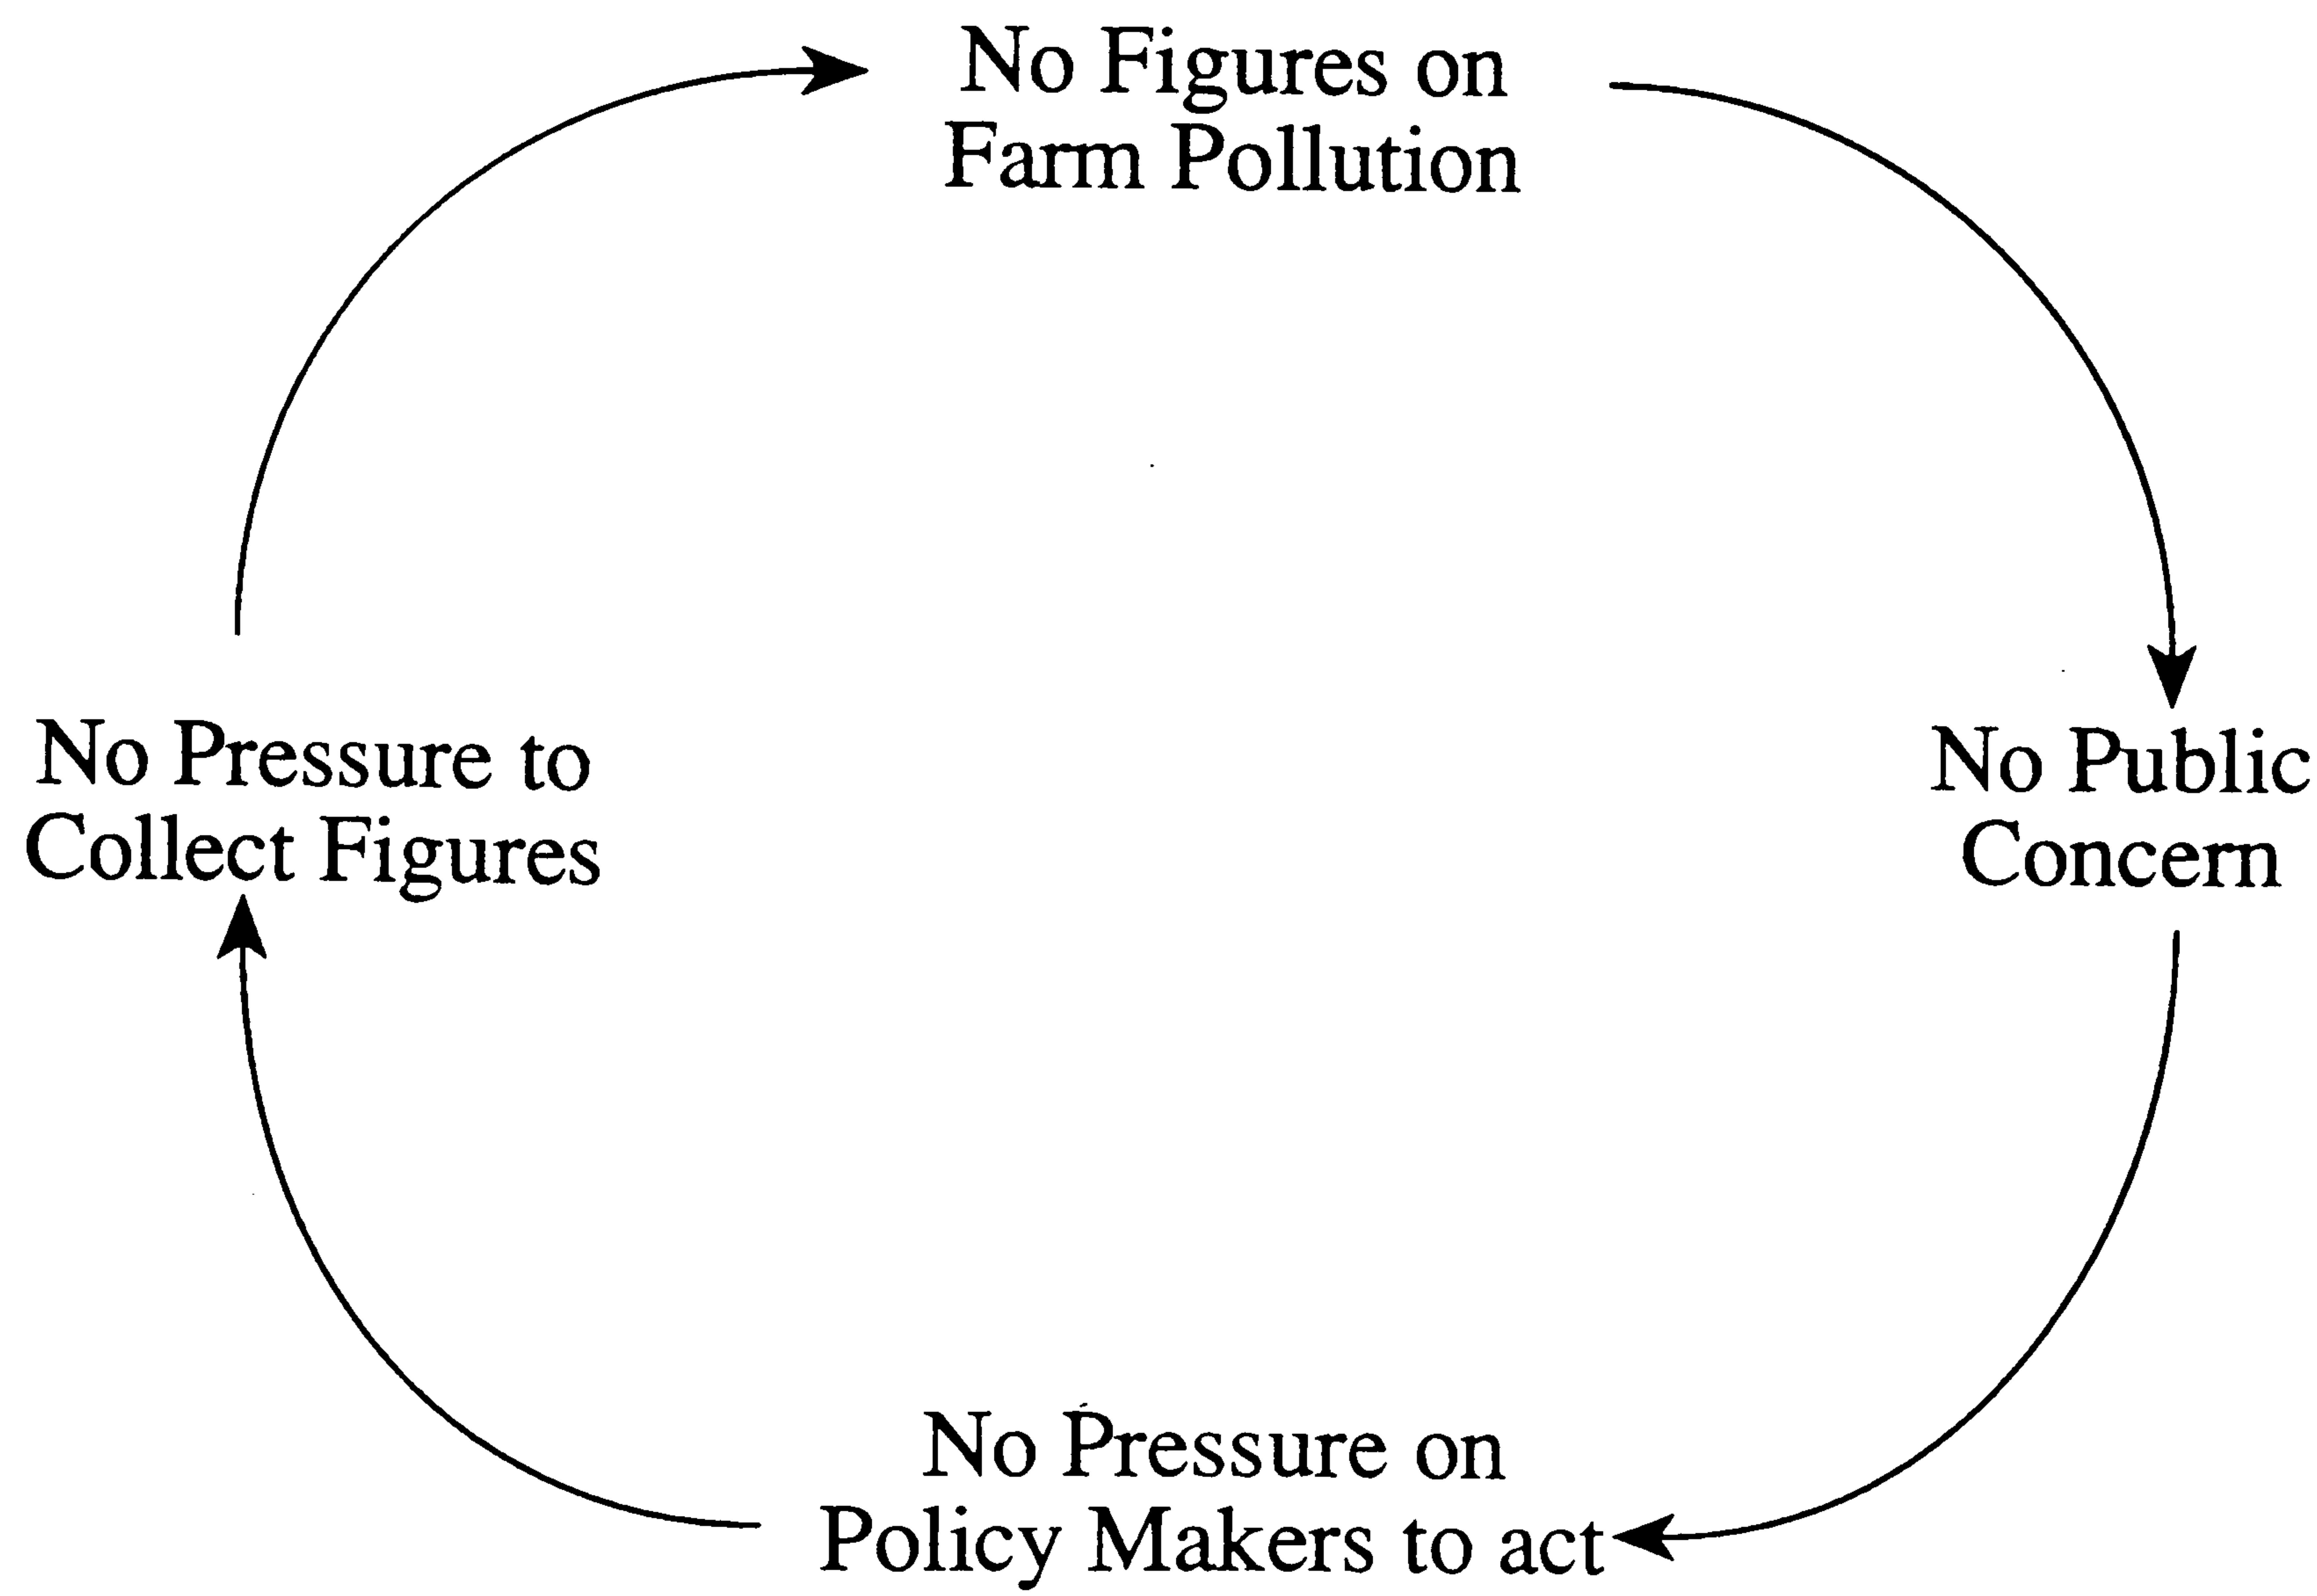 No Figures on
Farm Pollution
No Public
Concern
No Pressure on
Policy Makers to act
No Pressure to
Collect Figures